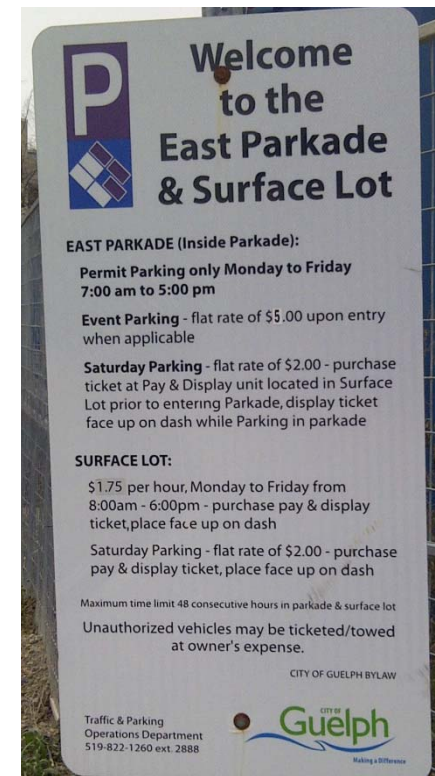 P
Welcome
to the
East Parkade
& Surface Lot
EAST PARKADE (Inside Parkade):
Permit Parking only Monday to Friday
7:00 am to 5:00 pm
Event Parking - flat rate of $5.00 upon entry
when applicable
Saturday Parking - flat rate of $2.00 - purchase
ticket at Pay & Display unit located in Surface
Lot prior to entering Parkade, display ticket
face up on dash while Parking in parkade
SURFACE LOT:
$1.75 per hour, Monday to Friday from
8:00am - 6:00pm - purchase pay & display
ticket,place face up on dash
Saturday Parking - flat rate of $2.00 - purchase
pay & display ticket, place face up on dash
Maximum time limit 48 consecutive hours in parkade & surface lot
Unauthorized vehicles may be ticketed/towed
at owner's expense.
CITY OF GUELPH BYLAW
Traffic & Parking
Operations Department
519-822-1260 ext. 2888
CITY OF
Guelph
Making a Difference